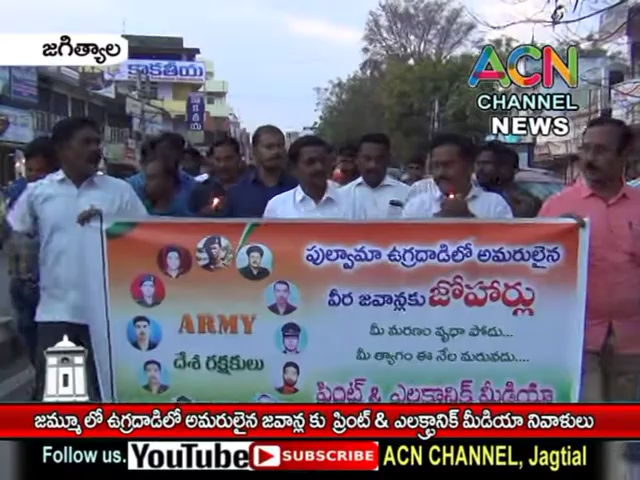 జగిత్యాల
కాకతీయ
ACN
CHANNEL
NEWS
పుల్వామా ఉగ్రదాడిలో అమరులైన
వీర జవాన్లకు జోహార్లు
ARMY
దేశ రక్షకులు
మీ మరణం వృధా పోదు...
మీ త్యాగం ఈ నేల మరువదు....
ప్రింట్ & ఎలక్ట్రానిక్ మీడియా
జమ్మూ లో ఉగ్రదాడిలో అమరులైన జవాన్ల కు ప్రింట్ & ఎలక్ట్రానిక్ మీడియా నివాళులు
Follow us. YouTube SUBSCRIBE ACN CHANNEL, Jagtial